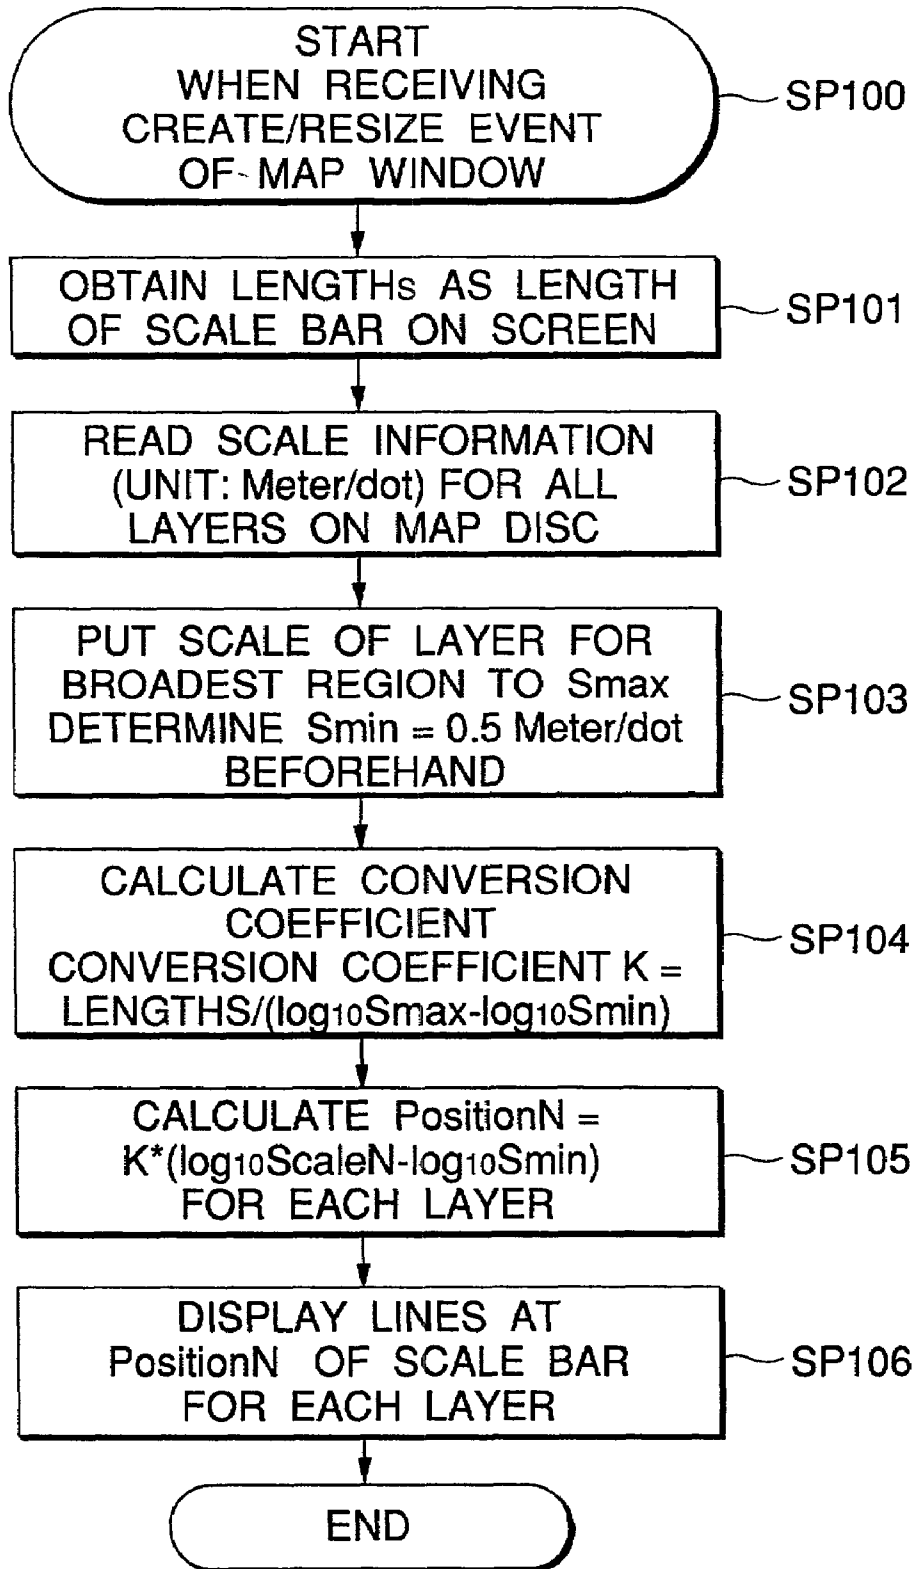 START
WHEN RECEIVING
CREATE/RESIZE EVENT
OF MAP WINDOW
SP100
OBTAIN LENGTHs AS LENGTH
OF SCALE BAR ON SCREEN
SP101
READ SCALE INFORMATION
(UNIT: Meter/dot) FOR ALL
LAYERS ON MAP DISC
SP102
PUT SCALE OF LAYER FOR
BROADEST REGION TO Smax
DETERMINE Smin = 0.5 Meter/dot
BEFOREHAND
SP103
CALCULATE CONVERSION
COEFFICIENT
CONVERSION COEFFICIENT K =
LENGTHS/(log10Smax-log10Smin)
SP104
CALCULATE PositionN =
K*(log10ScaleN-log10Smin)
FOR EACH LAYER
SP105
DISPLAY LINES AT
PositionN OF SCALE BAR
FOR EACH LAYER
SP106
END